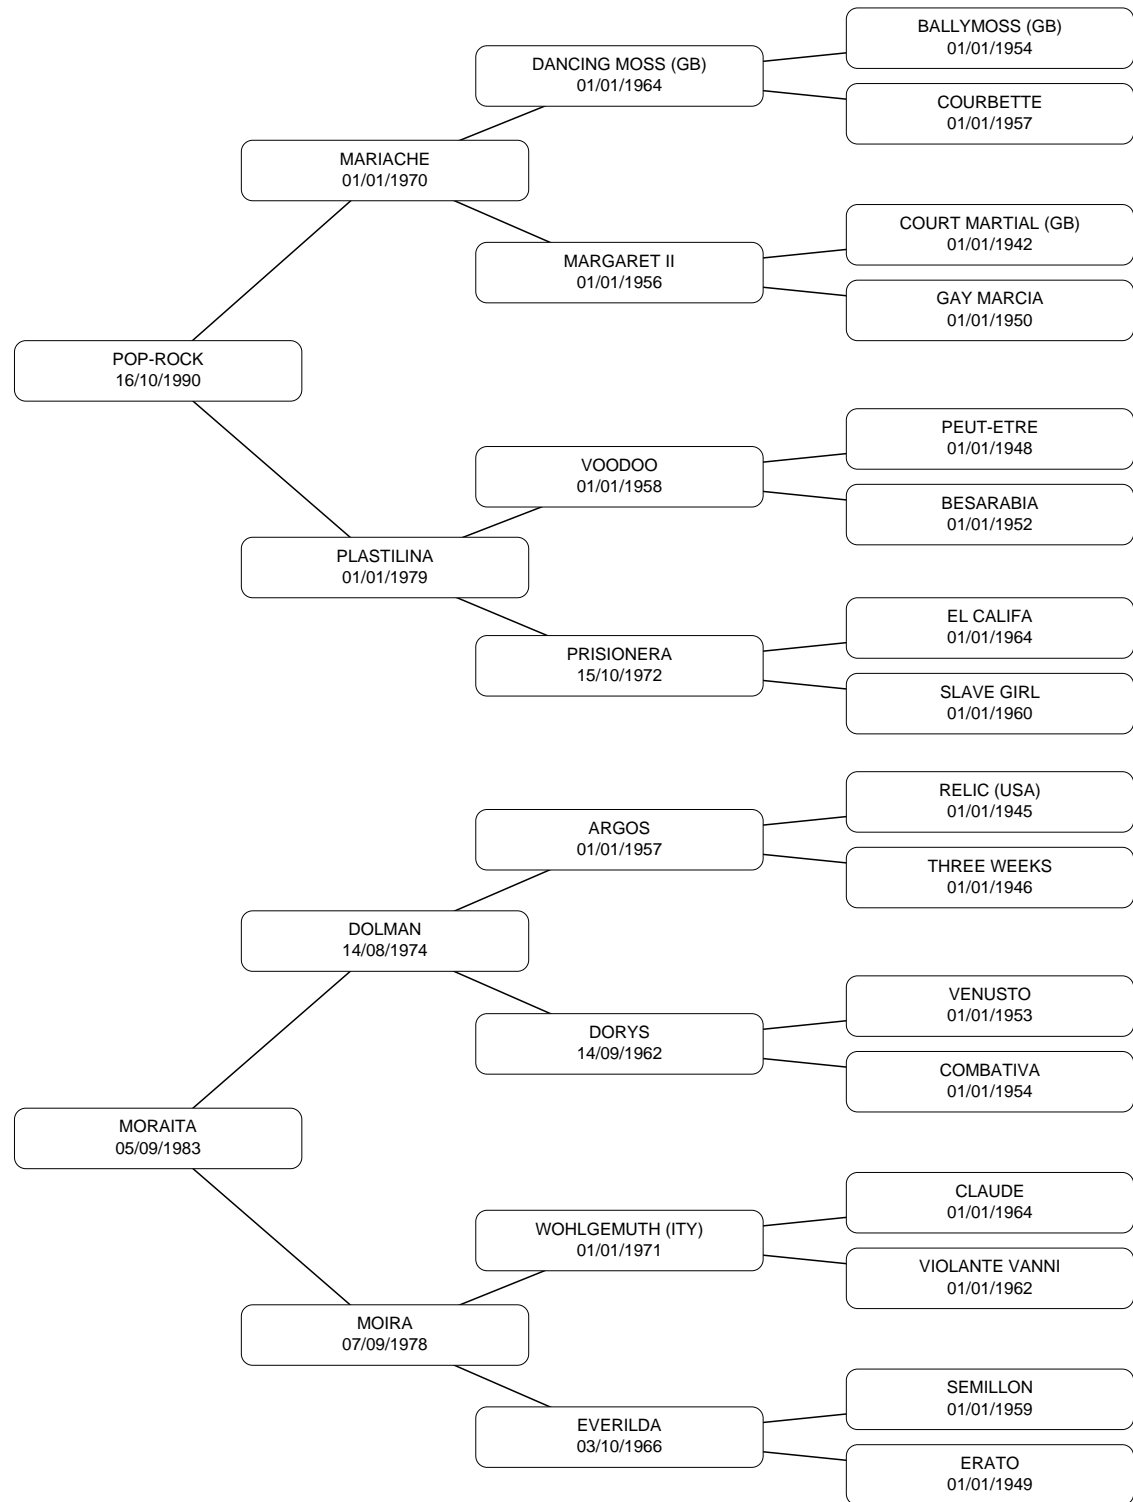 BALLYMOSS (GB)
01/01/1954
DANCING MOSS (GB)
01/01/1964
COURBETTE
01/01/1957
MARIACHE
01/01/1970
COURT MARTIAL (GB)
01/01/1942
MARGARET II
01/01/1956
GAY MARCIA
01/01/1950
POP-ROCK
16/10/1990
PEUT-ETRE
01/01/1948
VOODOO
01/01/1958
BESARABIA
01/01/1952
PLASTILINA
01/01/1979
EL CALIFA
01/01/1964
PRISIONERA
15/10/1972
SLAVE GIRL
01/01/1960
RELIC (USA)
01/01/1945
ARGOS
01/01/1957
THREE WEEKS
01/01/1946
DOLMAN
14/08/1974
VENUSTO
01/01/1953
DORYS
14/09/1962
COMBATIVA
01/01/1954
MORAITA
05/09/1983
CLAUDE
01/01/1964
WOHLGEMUTH (ITY)
01/01/1971
VIOLANTE VANNI
01/01/1962
MOIRA
07/09/1978
SEMILLON
01/01/1959
EVERILDA
03/10/1966
ERATO
01/01/1949